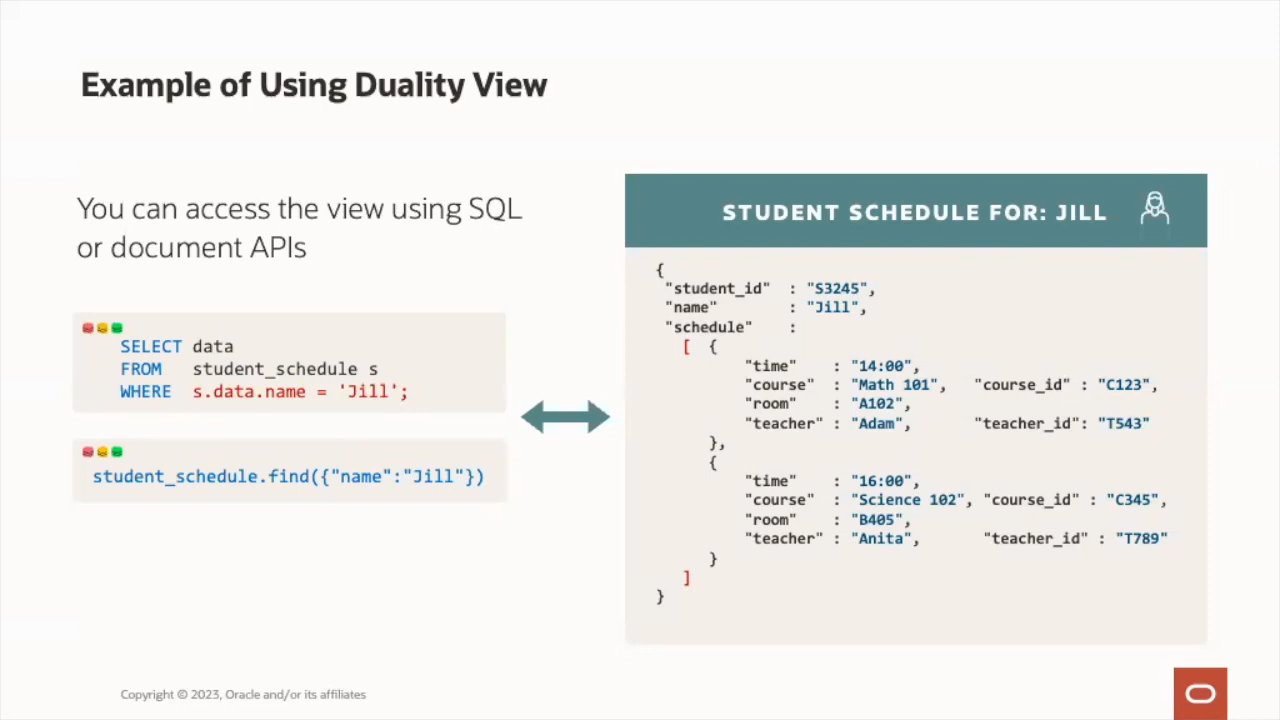 Example of Using Duality View
You can access the view using SQL
or document APIs
SELECT data
FROM student_schedule s
WHERE s.data.name = 'Jill';
student_schedule.find({"name":"Jill"})
STUDENT SCHEDULE FOR: JILL
{
"student_id" : "S3245",
"name" : "Jill",
"schedule" :
[ {
"time" : "14:00",
"course" : "Math 101", "course_id" : "C123",
"room" : "A102",
"teacher" : "Adam", "teacher_id": "T543"
},
{
"time" : "16:00",
"course" : "Science 102", "course_id" : "C345",
"room" : "B405",
"teacher" : "Anita", "teacher_id" : "T789"
}
]
}
Copyright © 2023, Oracle and/or its affiliates